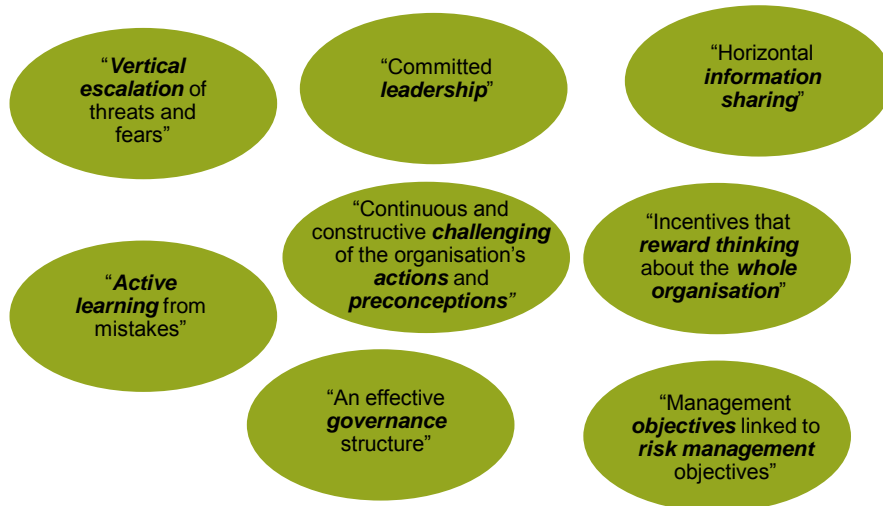 “Vertical
escalation of
threats and
fears”
“Committed
leadership”
“Horizontal
information
sharing”
“Continuous and
constructive challenging
of the organisation’s
actions and
preconceptions”
“Incentives that
reward thinking
about the whole
organisation”
“Active
learning from
mistakes”
“An effective
governance
structure”
“Management
objectives linked to
risk management
objectives”